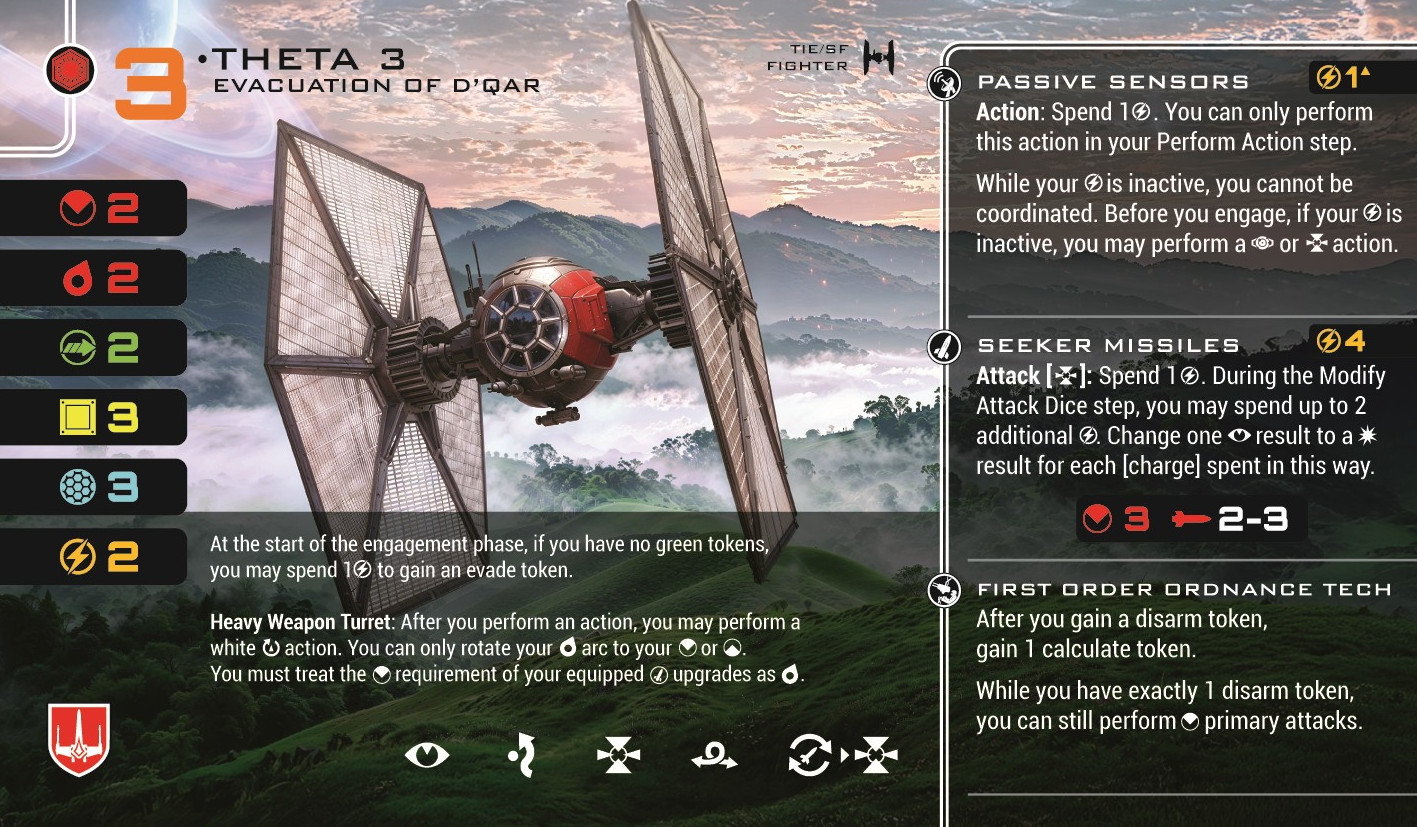 3
•THETA 3
EVACUATION OF D'QAR
TIE/SF
FIGHTER
2
2
2
3
3
2
At the start of the engagement phase, if you have no green tokens,
you may spend 1 to gain an evade token.
Heavy Weapon Turret: After you perform an action, you may perform a
white action. You can only rotate your arc to your or .
You must treat the requirement of your equipped upgrades as .
PASSIVE SENSORS
1
Action: Spend 1. You can only perform
this action in your Perform Action step.
While your is inactive, you cannot be
coordinated. Before you engage, if your is
inactive, you may perform a or action.
SEEKER MISSILES
4
Attack []: Spend 1. During the Modify
Attack Dice step, you may spend up to 2
additional . Change one result to a
result for each [charge] spent in this way.
3 2-3
FIRST ORDER ORDNANCE TECH
After you gain a disarm token,
gain 1 calculate token.
While you have exactly 1 disarm token,
you can still perform primary attacks.